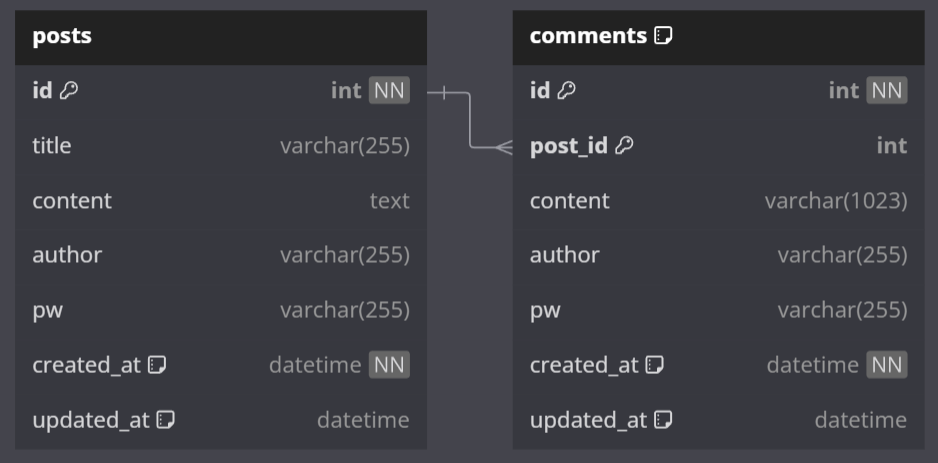 posts
id int NN
title varchar(255)
content text
author varchar(255)
pw varchar(255)
created_at datetime NN
updated_at datetime
comments
id int NN
post_id int
content varchar(1023)
author varchar(255)
pw varchar(255)
created_at datetime NN
updated_at datetime